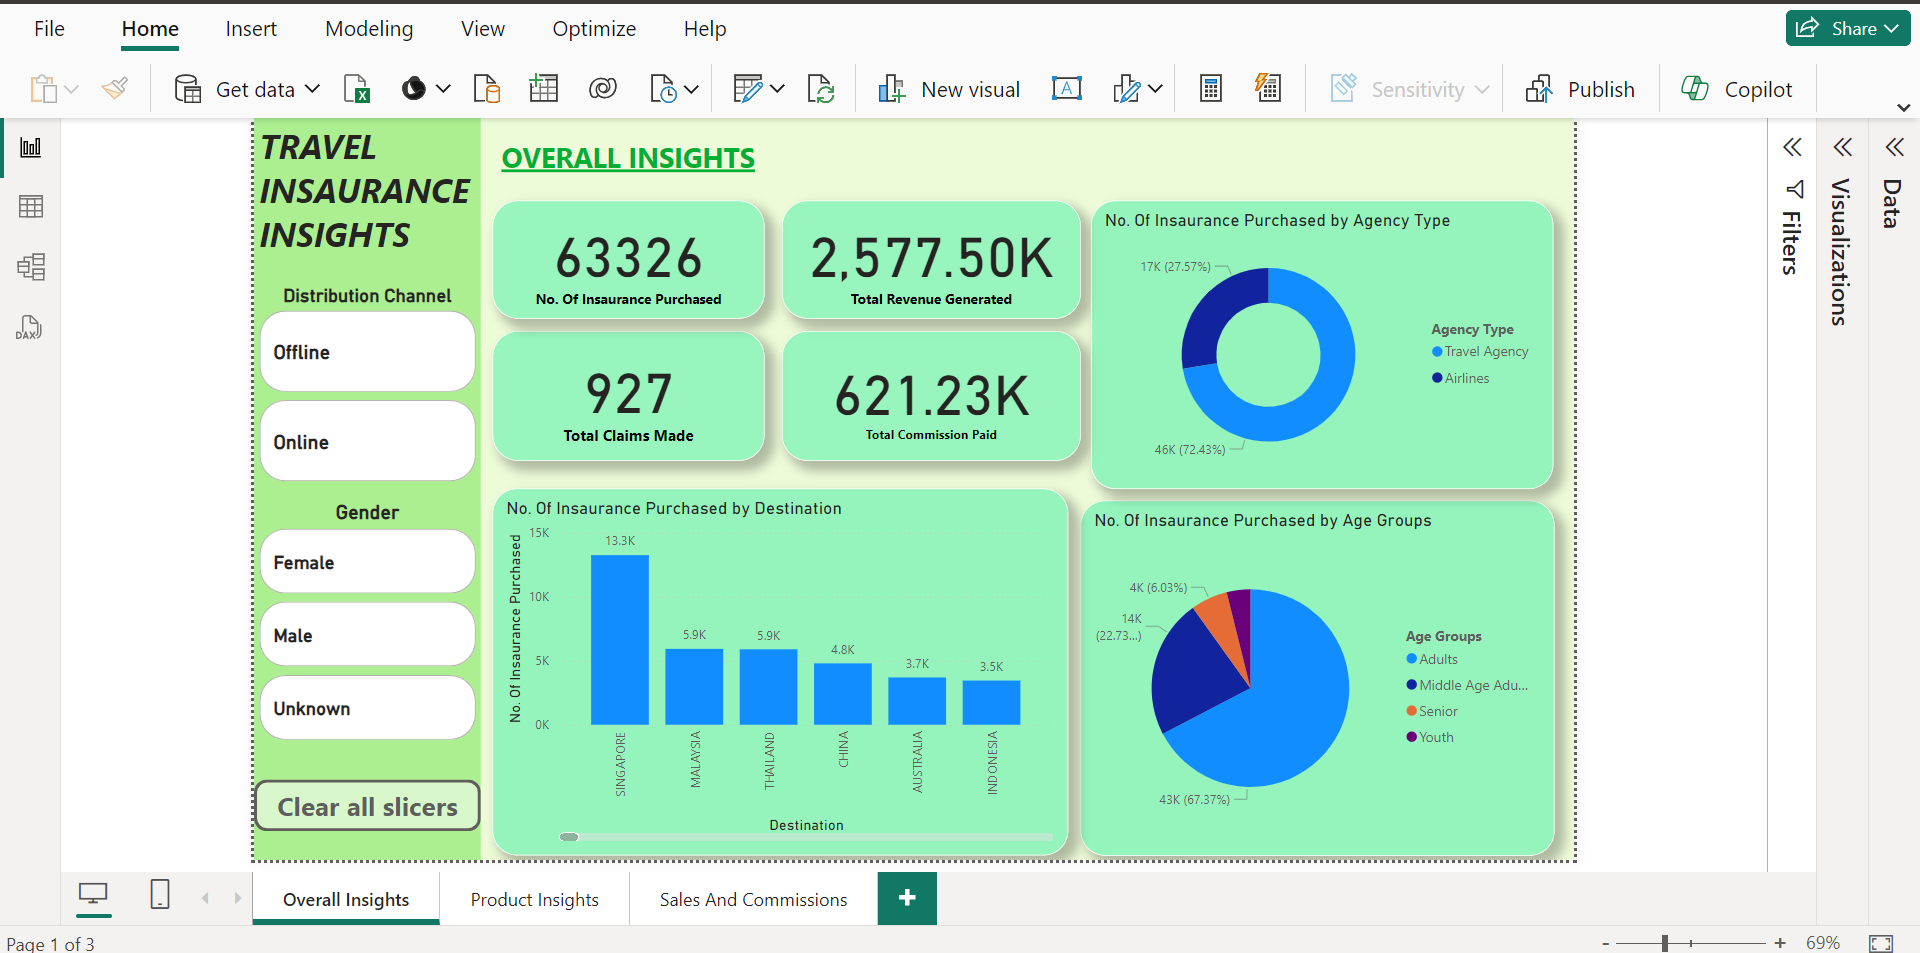 File Home Insert Modeling View Optimize Help
Share
Get data
New visual
Sensitivity
Publish
Copilot
TRAVEL
INSAURANCE
INSIGHTS
Distribution Channel
Offline
Online
Gender
Female
Male
Unknown
Clear all slicers
OVERALL INSIGHTS
63326
No. Of Insaurance Purchased
2,577.50K
Total Revenue Generated
927
Total Claims Made
621.23K
Total Commission Paid
No. Of Insaurance Purchased by Agency Type
17K (27.57%)
46K (72.43%)
Agency Type
Travel Agency
Airlines
No. Of Insaurance Purchased by Destination
No. Of Insaurance Purchased
15K
10K
5K
0K
13.3K
5.9K
5.9K
4.8K
3.7K
3.5K
SINGAPORE
MALAYSIA
THAILAND
CHINA
AUSTRALIA
INDONESIA
Destination
No. Of Insaurance Purchased by Age Groups
4K (6.03%)
14K
(22.73...)
43K (67.37%)
Age Groups
Adults
Middle Age Adu...
Senior
Youth
Filters
Visualizations
Data
DAX
A
X
Overall Insights
Product Insights
Sales And Commissions
+
Page 1 of 3
- + 69%